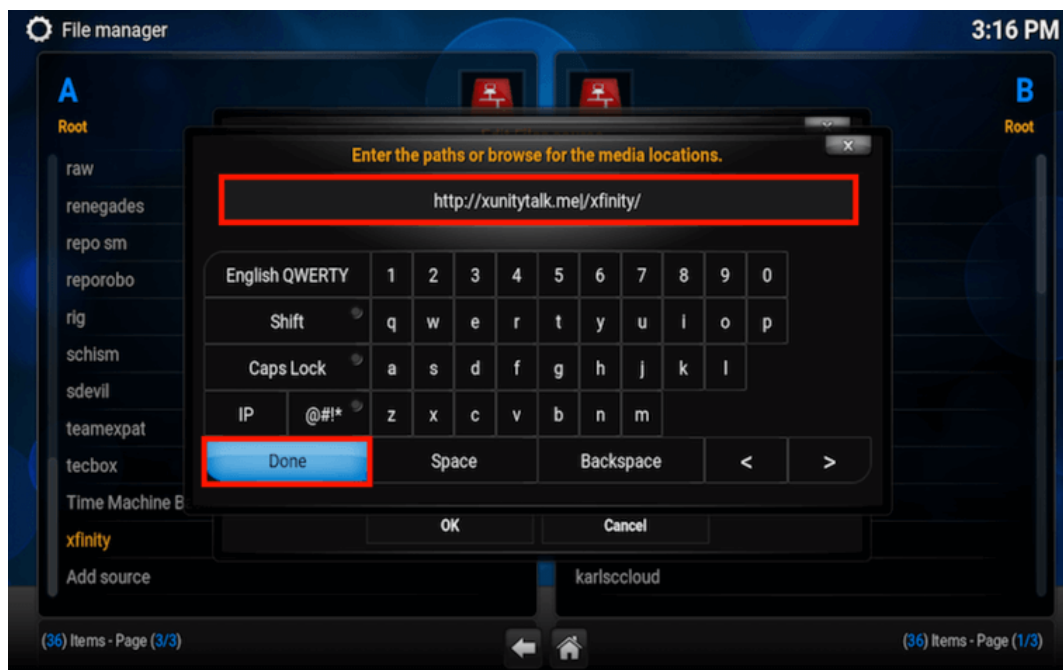 File manager
3:16 PM
A
B
Root
Root
Enter the paths or browse for the media locations.
x
http://xunitytalk.me|/xfinity/
raw
renegades
repo sm
reporobo
rig
schism
sdevil
teamexpat
tecbox
Time Machine B
xfinity
Add source
English QWERTY 1 2 3 4 5 6 7 8 9 0
Shift q w e r t y u i o p
Caps Lock a s d f g h j k l
IP @#!* z x c v b n m
Done Space Backspace < >
OK Cancel
karlsccloud
(36) Items - Page (3/3)
(36) Items - Page (1/3)